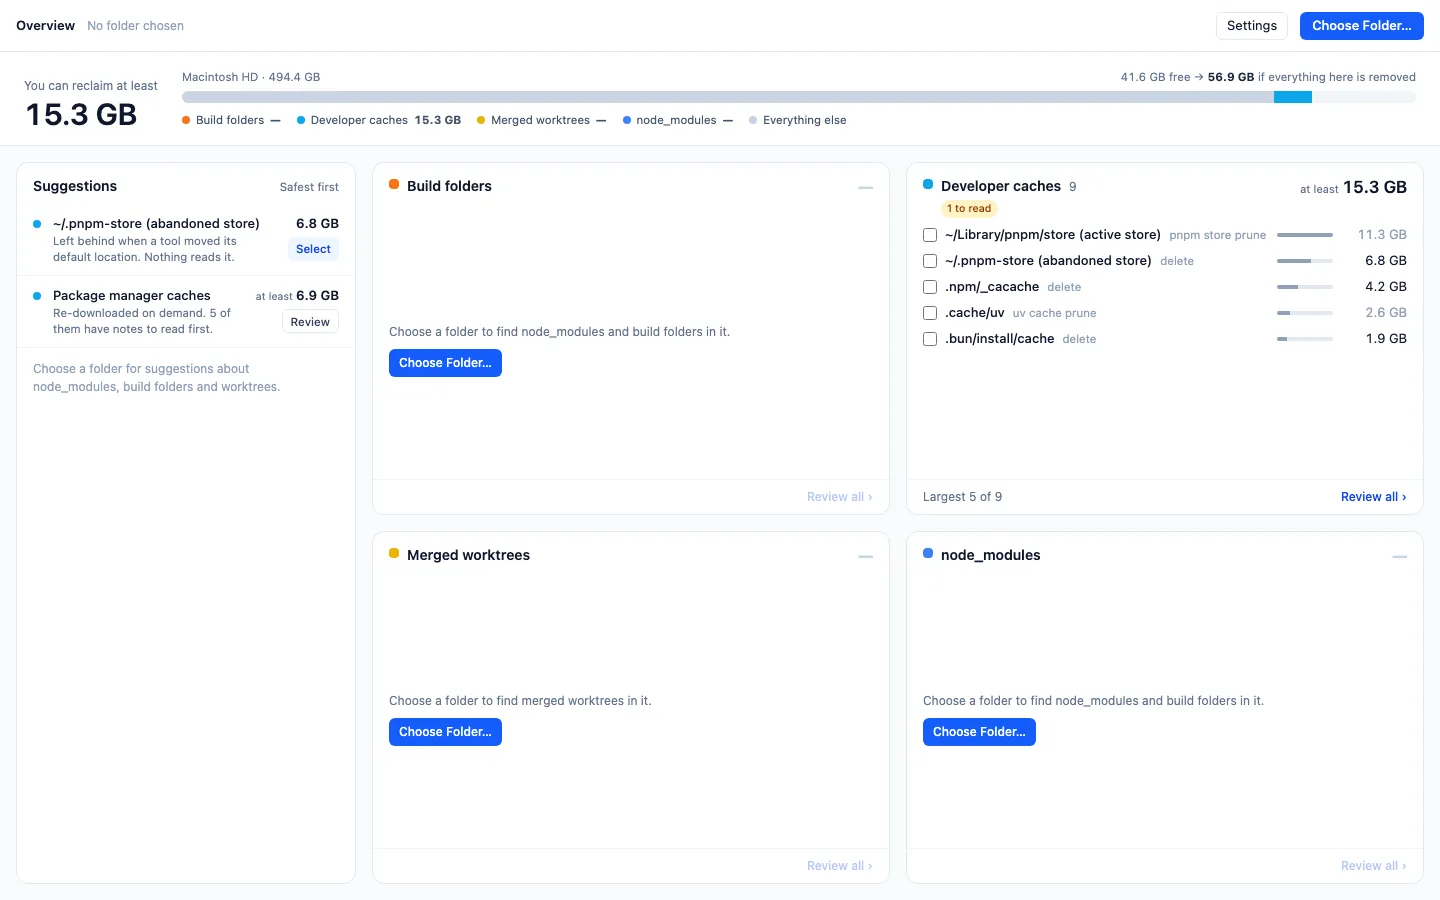 Overview No folder chosen
Settings
Choose Folder...
You can reclaim at least
15.3 GB
Macintosh HD · 494.4 GB
41.6 GB free → 56.9 GB if everything here is removed
Build folders —
Developer caches 15.3 GB
Merged worktrees —
node_modules —
Everything else
Suggestions
Safest first
~/.pnpm-store (abandoned store)
6.8 GB
Left behind when a tool moved its
default location. Nothing reads it.
Select
Package manager caches
at least 6.9 GB
Re-downloaded on demand. 5 of
them have notes to read first.
Review
Choose a folder for suggestions about
node_modules, build folders and worktrees.
Build folders
—
Choose a folder to find node_modules and build folders in it.
Choose Folder...
Review all ›
Developer caches 9
at least 15.3 GB
1 to read
~/Library/pnpm/store (active store) pnpm store prune 11.3 GB
~/.pnpm-store (abandoned store) delete 6.8 GB
.npm/_cacache delete 4.2 GB
.cache/uv uv cache prune 2.6 GB
.bun/install/cache delete 1.9 GB
Largest 5 of 9
Review all ›
Merged worktrees
—
Choose a folder to find merged worktrees in it.
Choose Folder...
Review all ›
node_modules
—
Choose a folder to find node_modules and build folders in it.
Choose Folder...
Review all ›